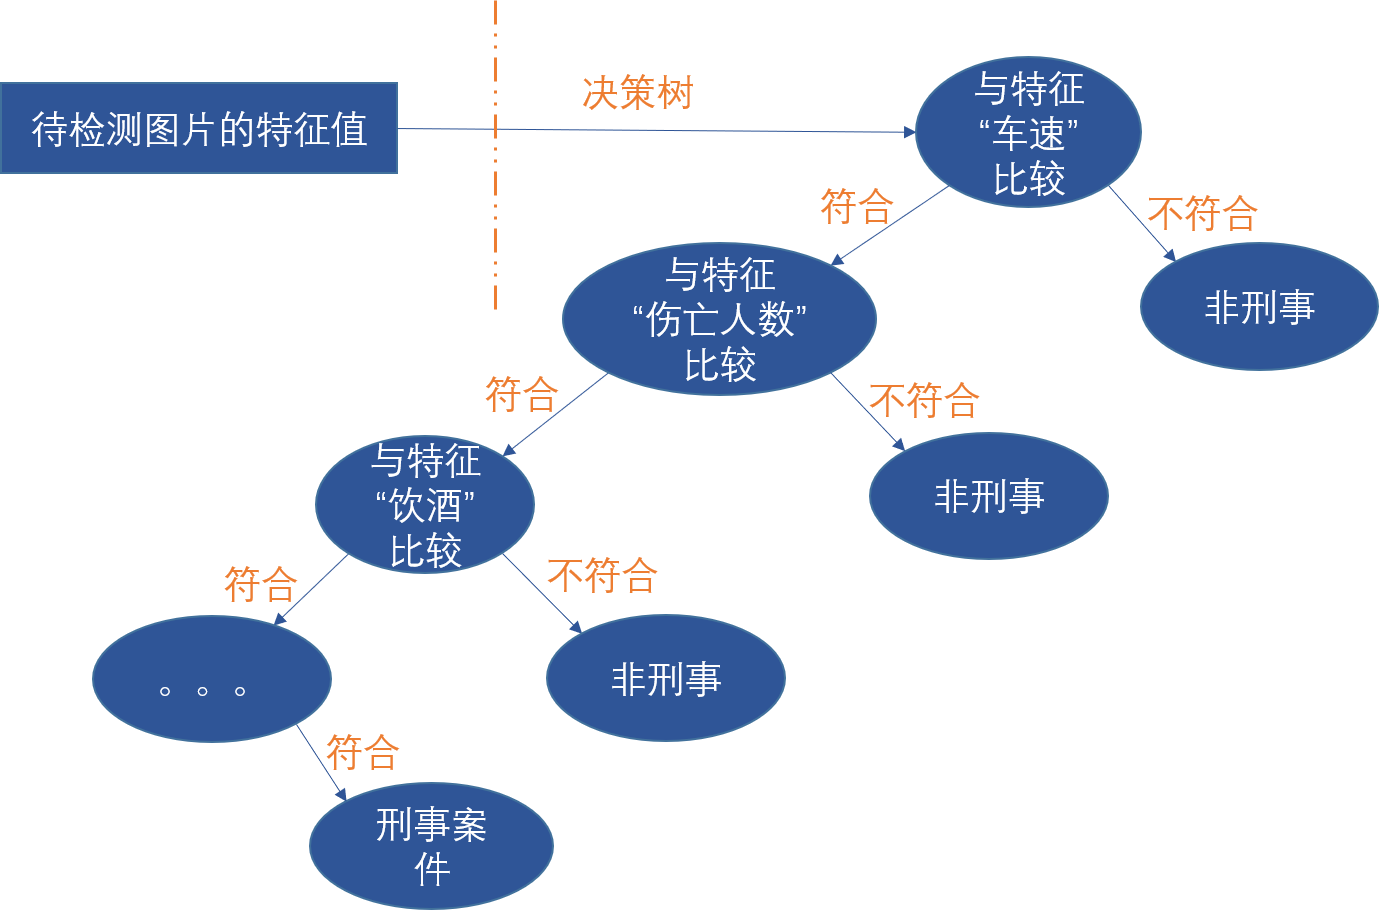 决策树
待检测图片的特征值
与特征
“车速”
比较
符合
不符合
与特征
“伤亡人数”
比较
非刑事
符合
不符合
与特征
“饮酒”
比较
非刑事
符合
不符合
。。。
非刑事
符合
刑事案
件